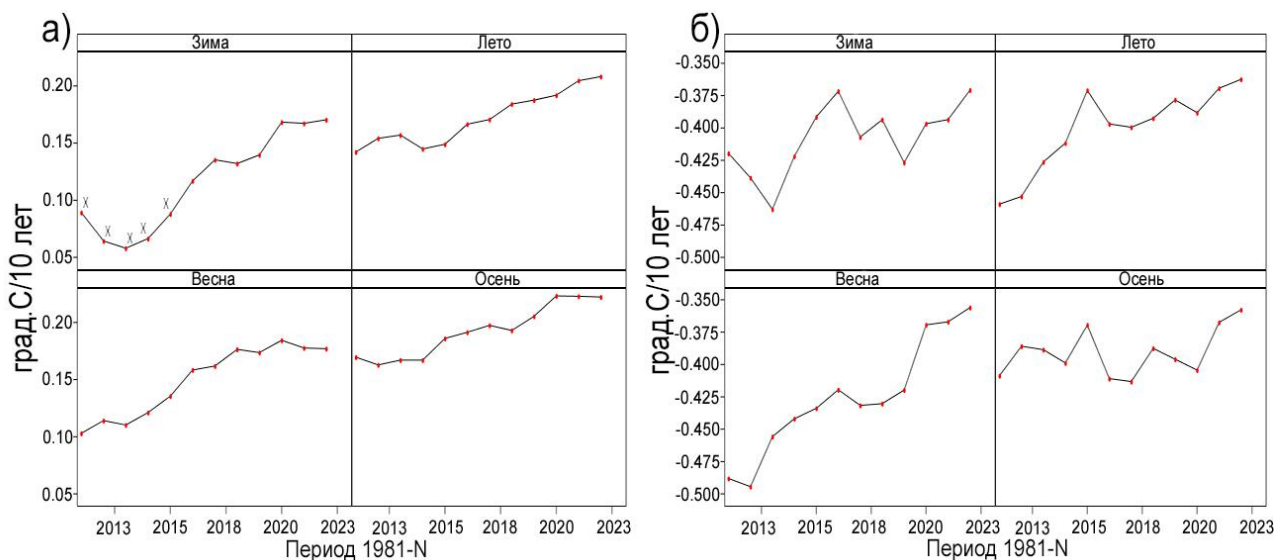 а)
Зима
Лето
0.20
0.15
0.10
0.05
X X X X X
Весна
Осень
0.20
0.15
0.10
0.05
град.С/10 лет
2013 2015 2018 2020 2023
2013 2015 2018 2020 2023
Период 1981-N
б)
Зима
Лето
-0.350
-0.375
-0.400
-0.425
-0.450
-0.475
-0.500
Весна
Осень
-0.350
-0.375
-0.400
-0.425
-0.450
-0.475
-0.500
град.С/10 лет
2013 2015 2018 2020 2023
2013 2015 2018 2020 2023
Период 1981-N